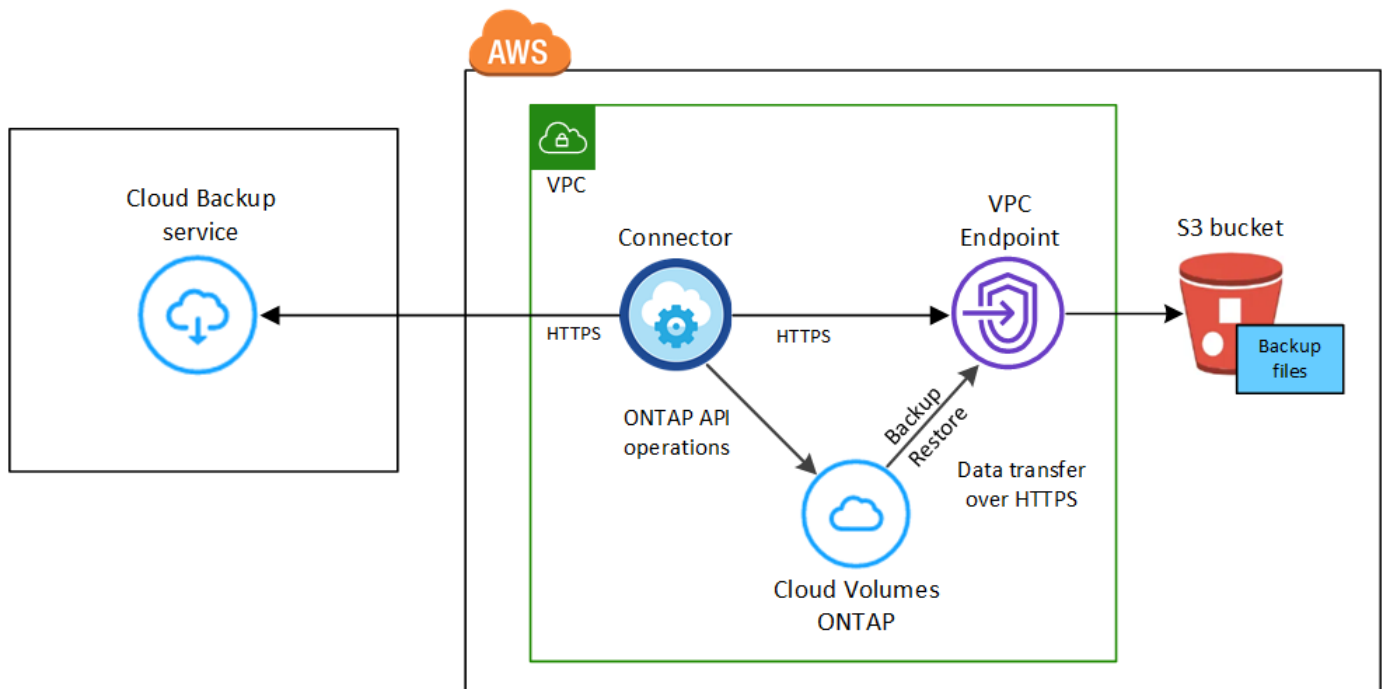 AWS
Cloud Backup
service
VPC
Connector
VPC
Endpoint
S3 bucket
HTTPS
HTTPS
Backup
files
ONTAP API
operations
Backup
Restore
Data transfer
over HTTPS
Cloud Volumes
ONTAP